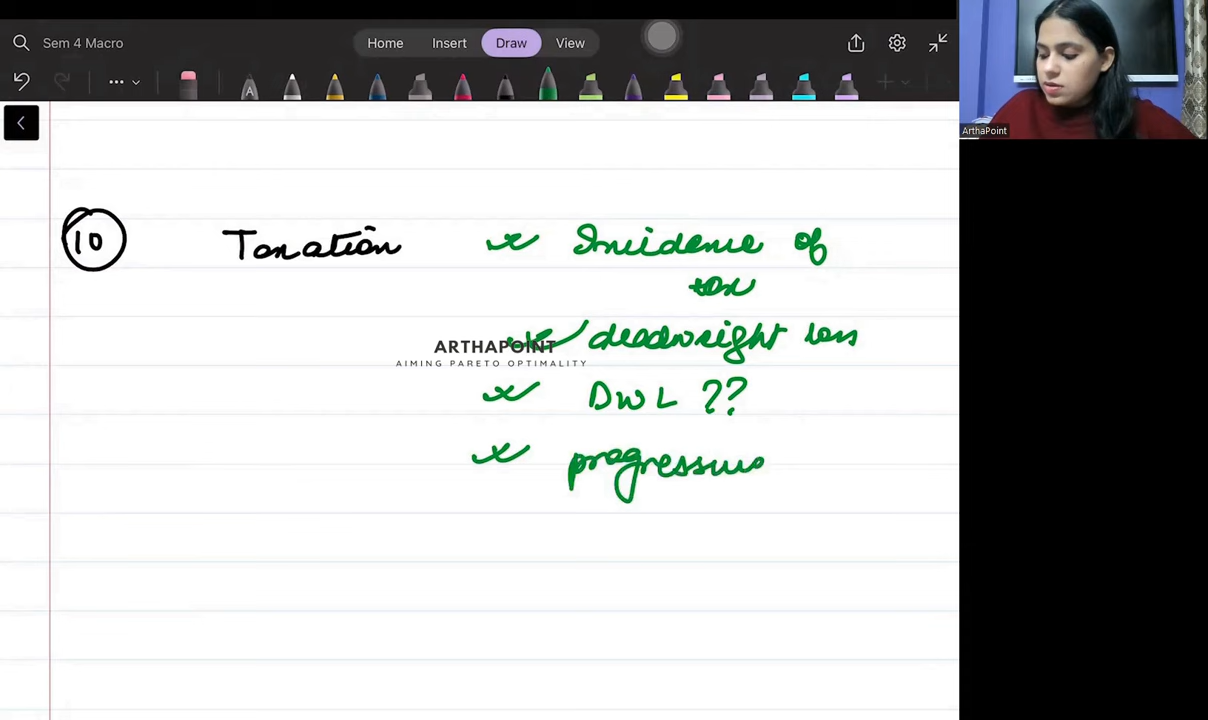 Sem 4 Macro
Home Insert Draw View
A
ArthaPoint
10 Taxation Incidence of
tax
deadweight loss
ARTHAPOINT
AIMING PARETO OPTIMALITY
DWL ??
progressive